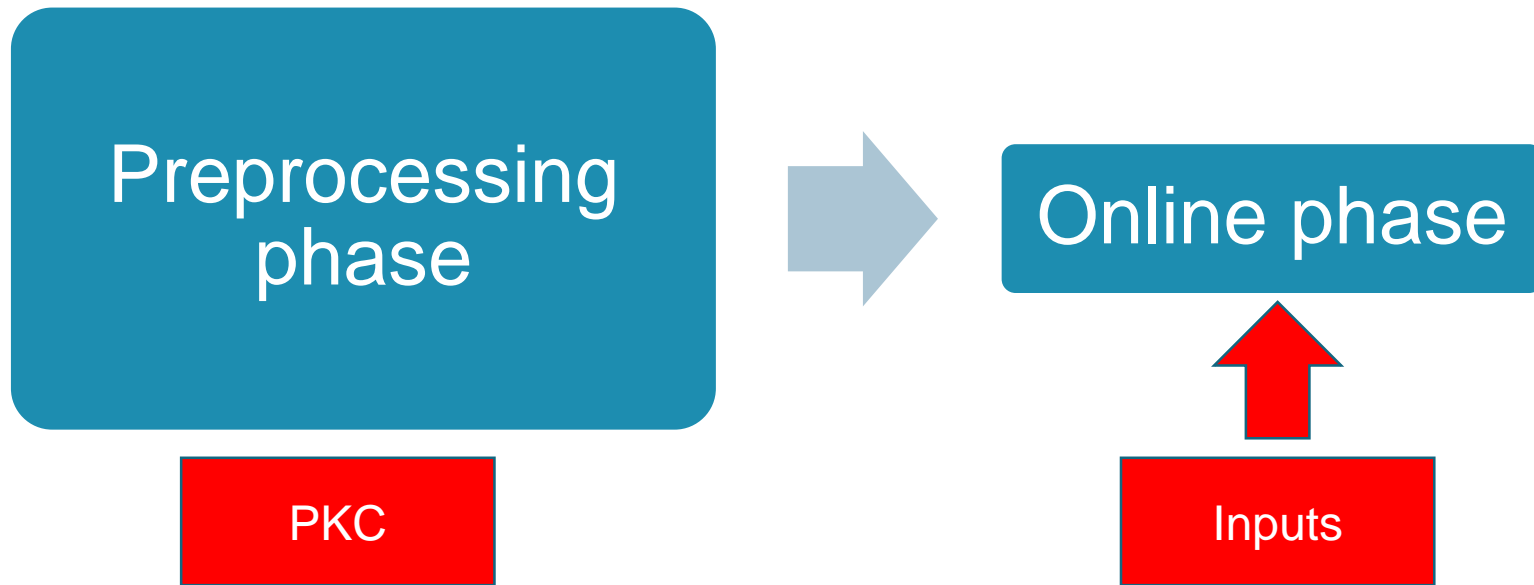 Preprocessing
phase
Online phase
PKC
Inputs